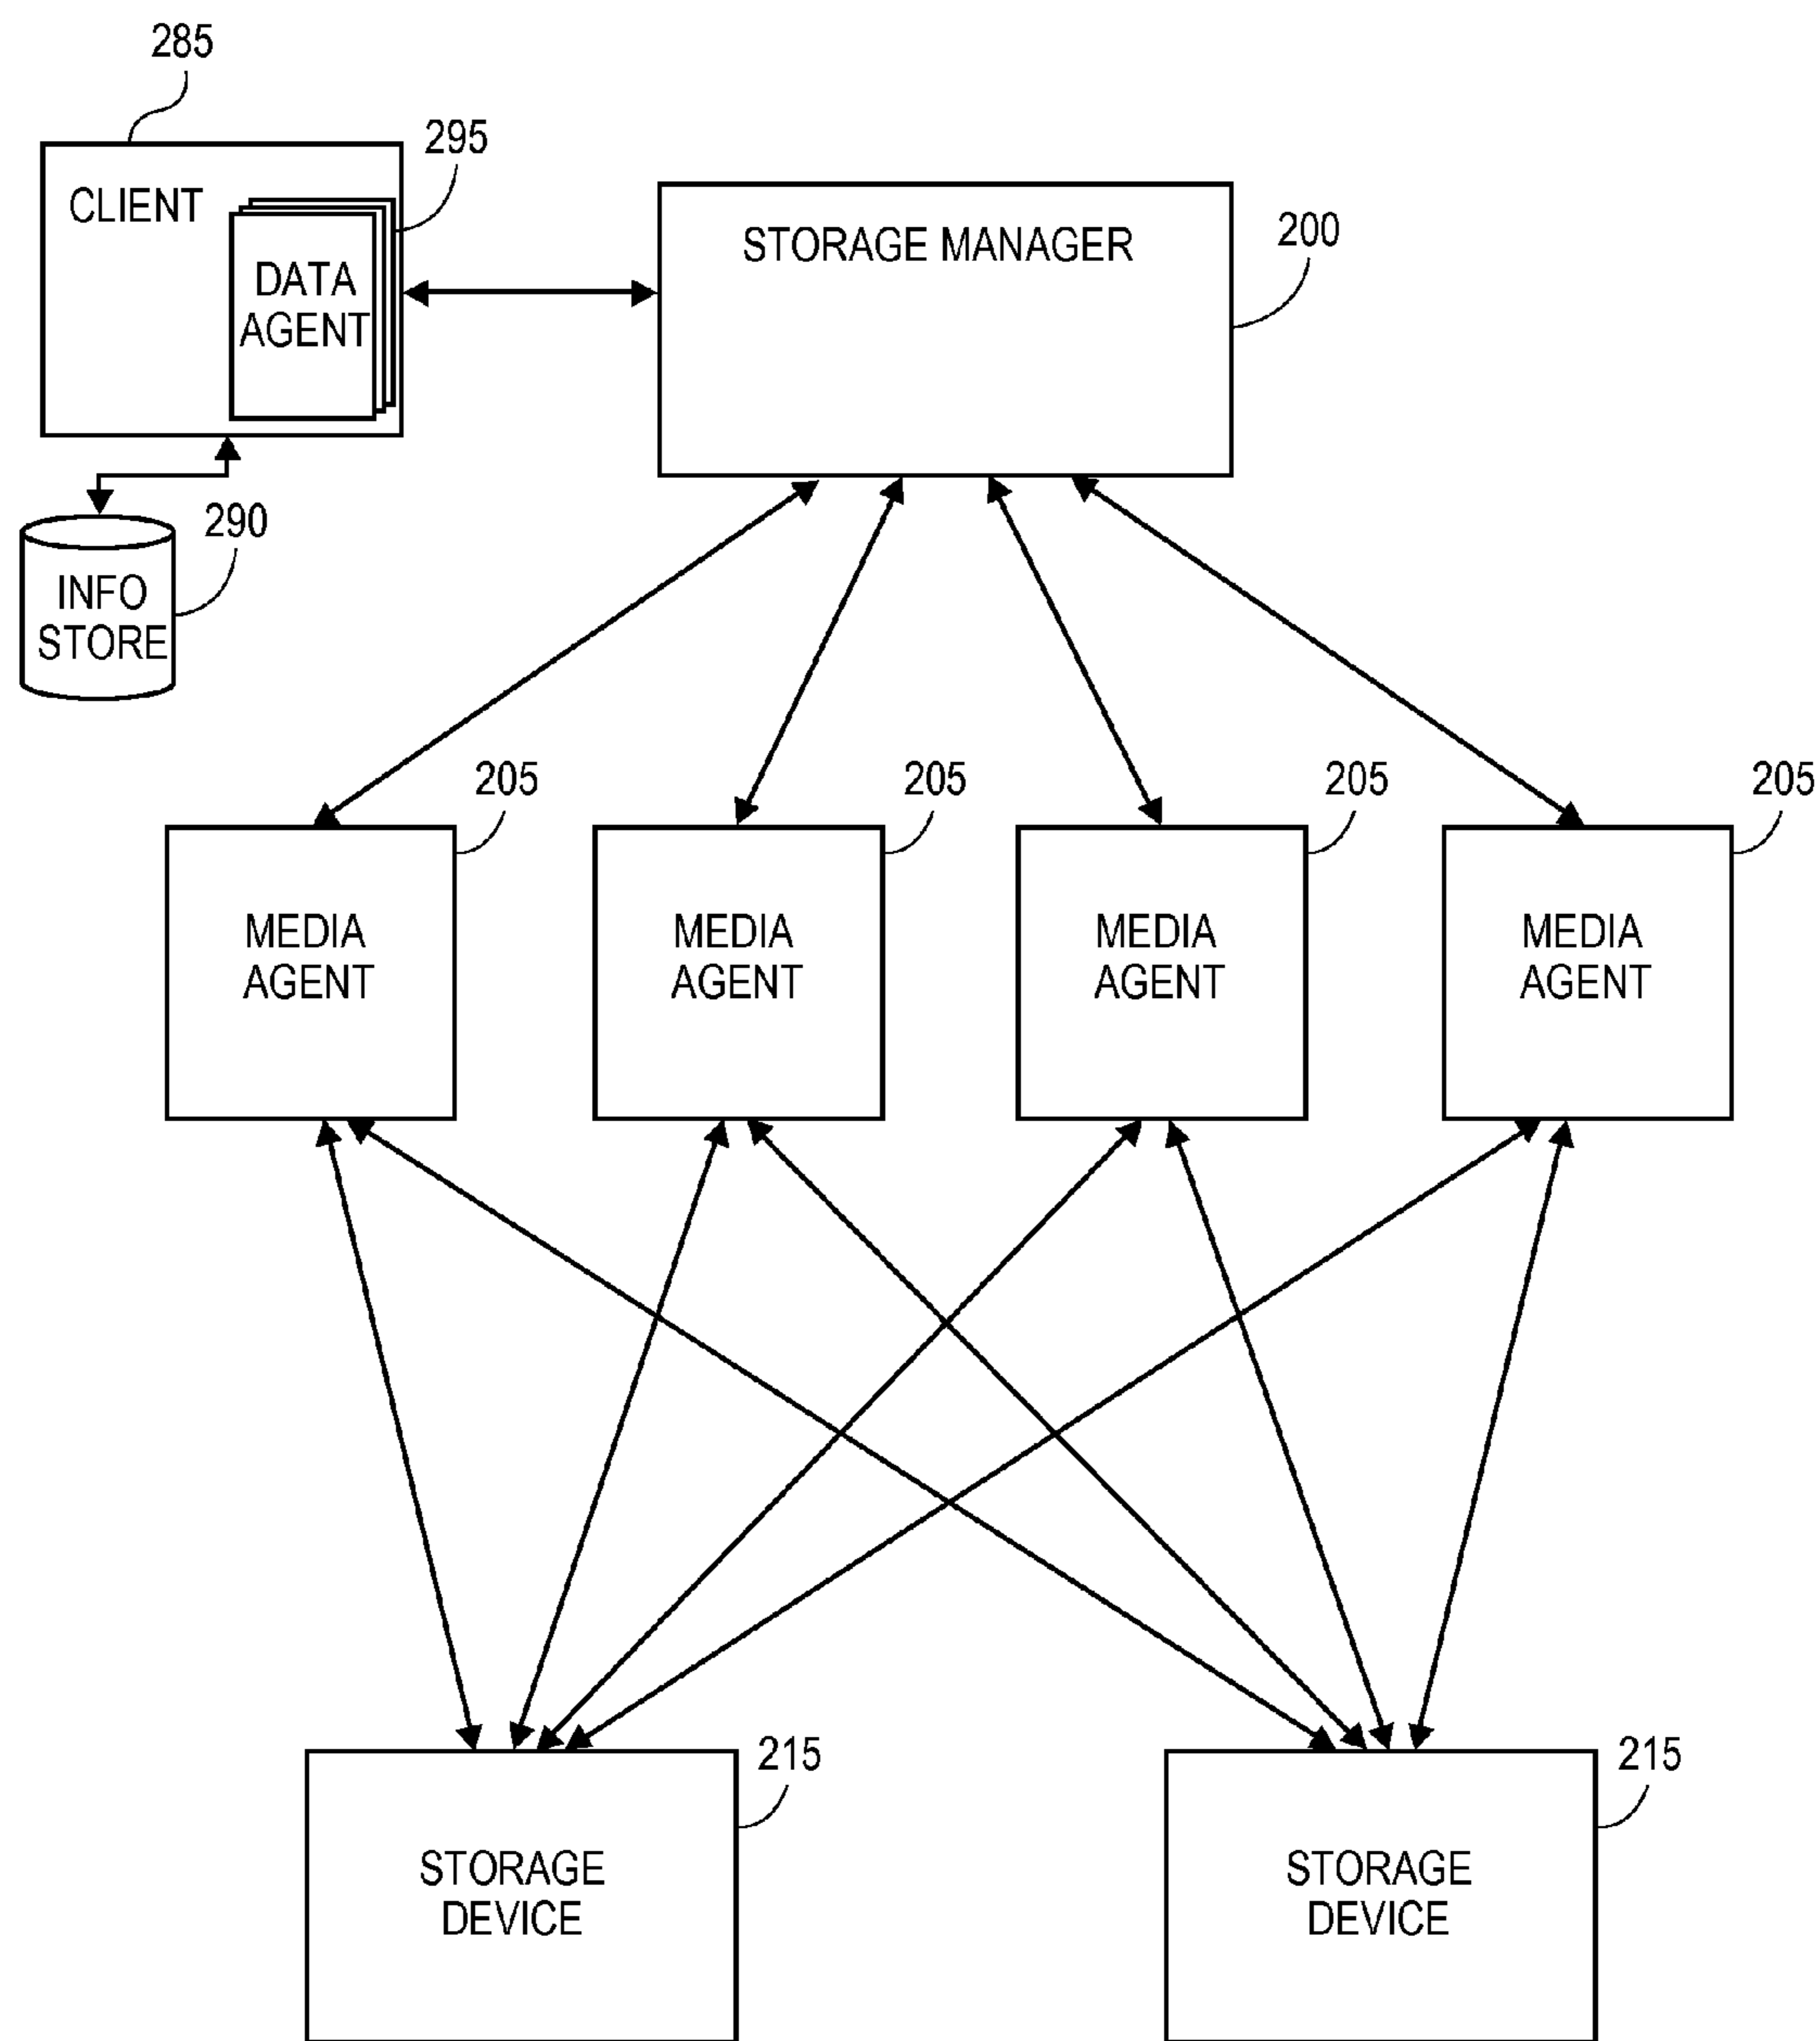 285
295
CLIENT
DATA
AGENT
STORAGE MANAGER
200
290
INFO
STORE
205
205
205
205
MEDIA
AGENT
MEDIA
AGENT
MEDIA
AGENT
MEDIA
AGENT
215
215
STORAGE
DEVICE
STORAGE
DEVICE